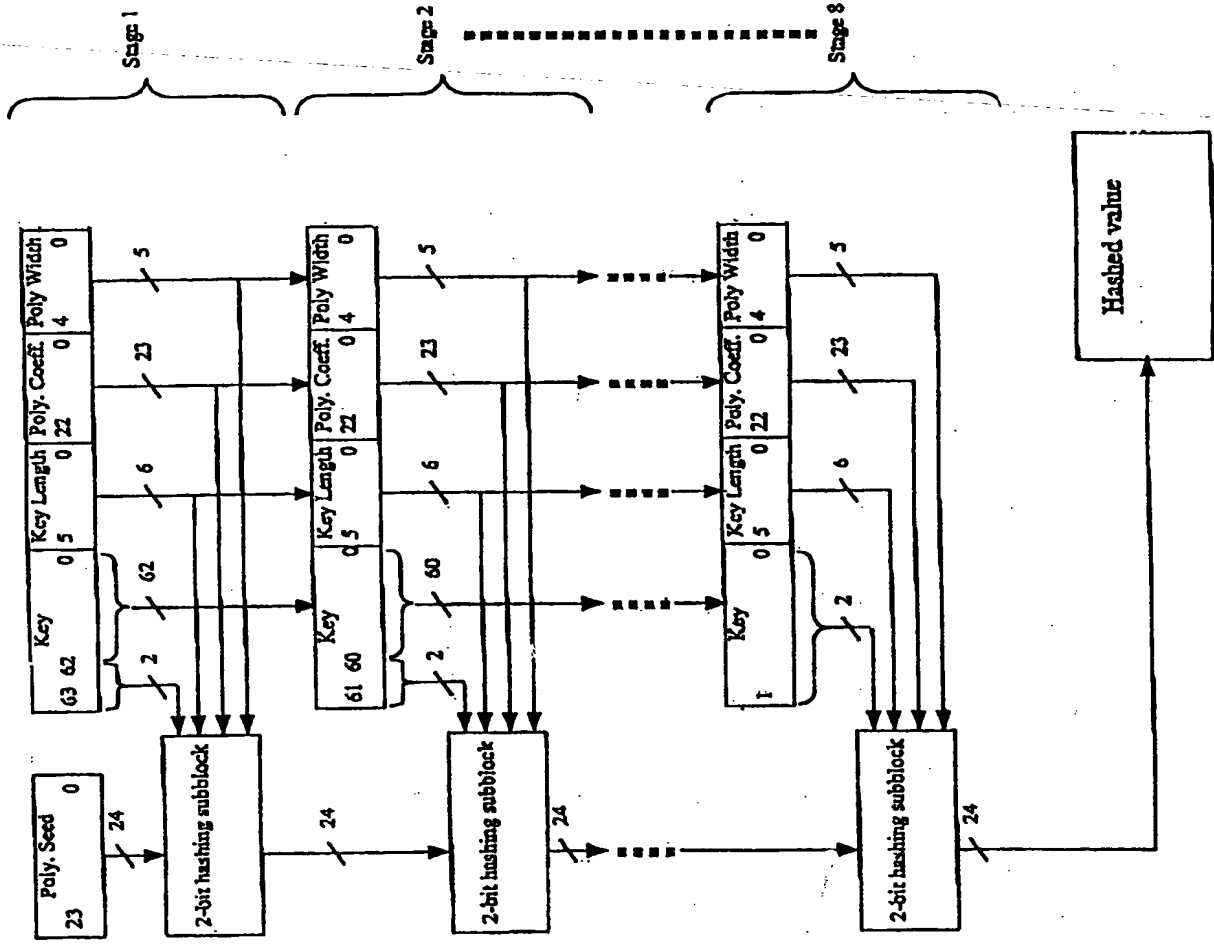 Poly. Seed
23 0
24
Key Key Length Poly. Coeff. Poly Width
63 62 0 5 0 22 0 4 0
2 62 6 23 5
Stage 1
2-bit hashing subblock
24
Key Key Length Poly. Coeff. Poly Width
61 60 0 5 0 22 0 4 0
2 60 6 23 5
Stage 2
2-bit hashing subblock
24
Key Key Length Poly. Coeff. Poly Width
1 0 5 0 22 0 4 0
2 6 23 5
Stage 8
2-bit hashing subblock
24
Hashed value